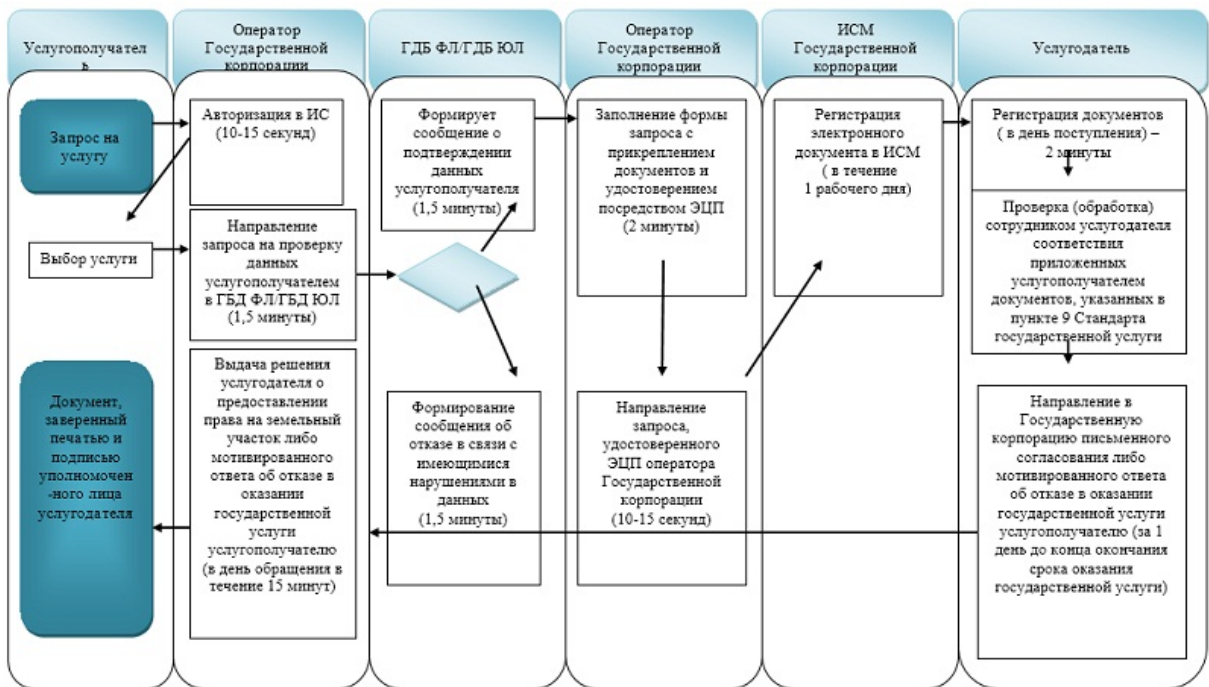 Услугополучател
ь
Оператор
Государственной
корпорации
ГДБ ФЛ/ГДБ ЮЛ
Оператор
Государственной
корпорации
ИСМ
Государственной
корпорации
Услугодатель
Запрос на
услугу
Выбор услуги
Документ,
заверенный
печатью и
подписью
уполномочен
-ного лица
услугодателя
Авторизация в ИС
(10-15 секунд)
Направление
запроса на проверку
данных
услугополучателем
в ГБД ФЛ/ГБД ЮЛ
(1,5 минуты)
Выдача решения
услугодателя о
предоставлении
права на земельный
участок либо
мотивированного
ответа об отказе в
оказании
государственной
услуги
услугополучателю
(в день обращения в
течение 15 минут)
Формирует
сообщение о
подтверждении
данных
услугополучателя
(1,5 минуты)
Формирование
сообщения об
отказе в связи с
имеющимися
нарушениями в
данных
(1,5 минуты)
Заполнение формы
запроса с
прикреплением
документов и
удостоверением
посредством ЭЦП
(2 минуты)
Направление
запроса,
удостоверенного
ЭЦП оператора
Государственной
корпорации
(10-15 секунд)
Регистрация
электронного
документа в ИСМ
( в течение
1 рабочего дня)
Регистрация документов
( в день поступления) –
2 минуты
Проверка (обработка)
сотрудником услугодателя
соответствия
приложенных
услугополучателем
документов, указанных в
пункте 9 Стандарта
государственной услуги
Направление в
Государственную
корпорацию письменного
согласования либо
мотивированного ответа
об отказе в оказании
государственной услуги
услугополучателю (за 1
день до конца окончания
срока оказания
государственной услуги)